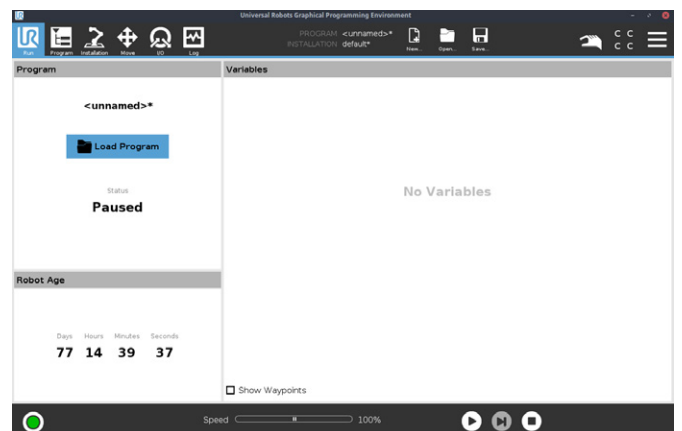 Universal Robots Graphical Programming Environment
UR
Run
Program
Installation
Move
I/O
Log
PROGRAM <unnamed>*
INSTALLATION default*
New...
Open...
Save...
C C
C C
Program
<unnamed>*
Load Program
Status
Paused
Robot Age
Days Hours Minutes Seconds
77 14 39 37
Variables
No Variables
Show Waypoints
Speed 100%